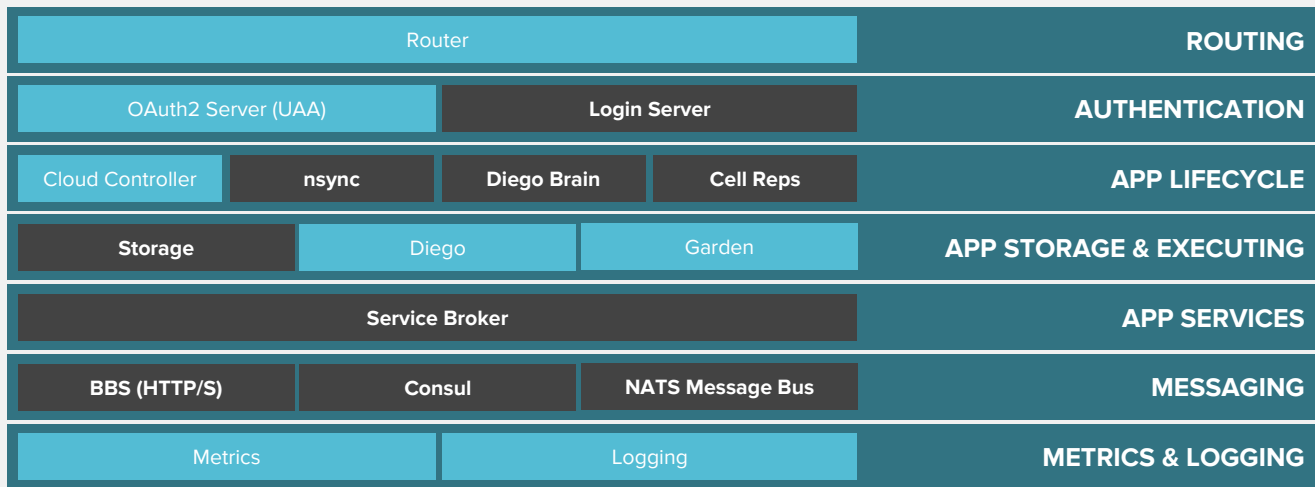 Router
ROUTING
OAuth2 Server (UAA)
Login Server
AUTHENTICATION
Cloud Controller
nsync
Diego Brain
Cell Reps
APP LIFECYCLE
Storage
Diego
Garden
APP STORAGE & EXECUTING
Service Broker
APP SERVICES
BBS (HTTP/S)
Consul
NATS Message Bus
MESSAGING
Metrics
Logging
METRICS & LOGGING